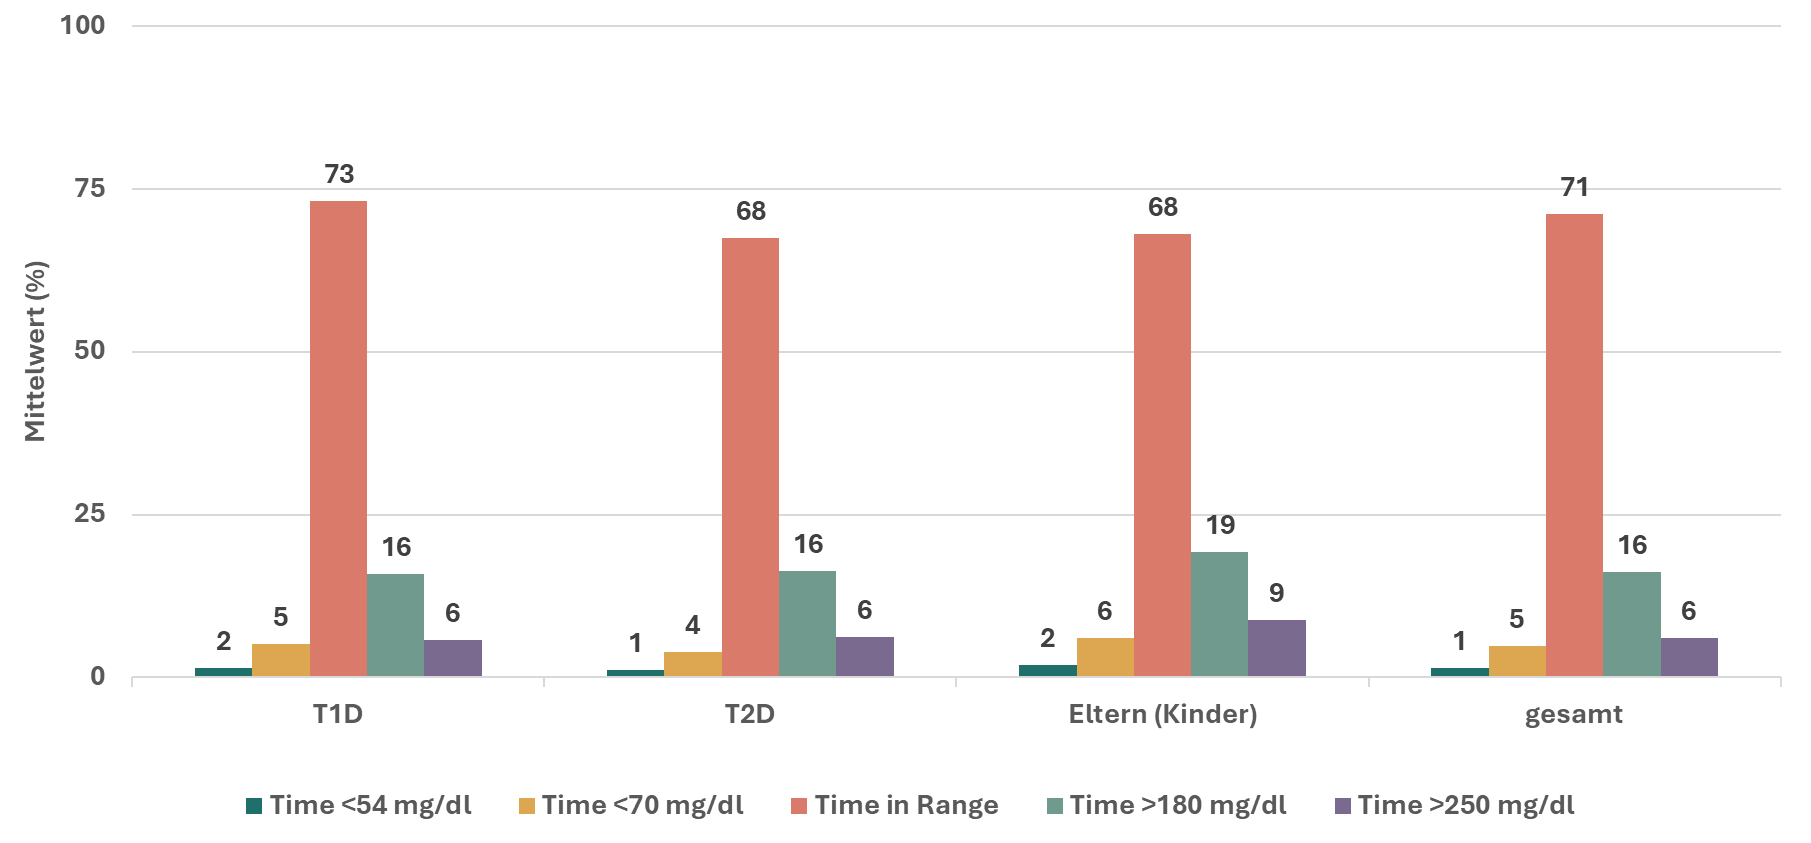 100
75
50
25
0
Mittelwert (%)
2
5
73
16
6
1
4
68
16
6
2
6
68
19
9
1
5
71
16
6
T1D
T2D
Eltern (Kinder)
gesamt
Time <54 mg/dl
Time <70 mg/dl
Time in Range
Time >180 mg/dl
Time >250 mg/dl